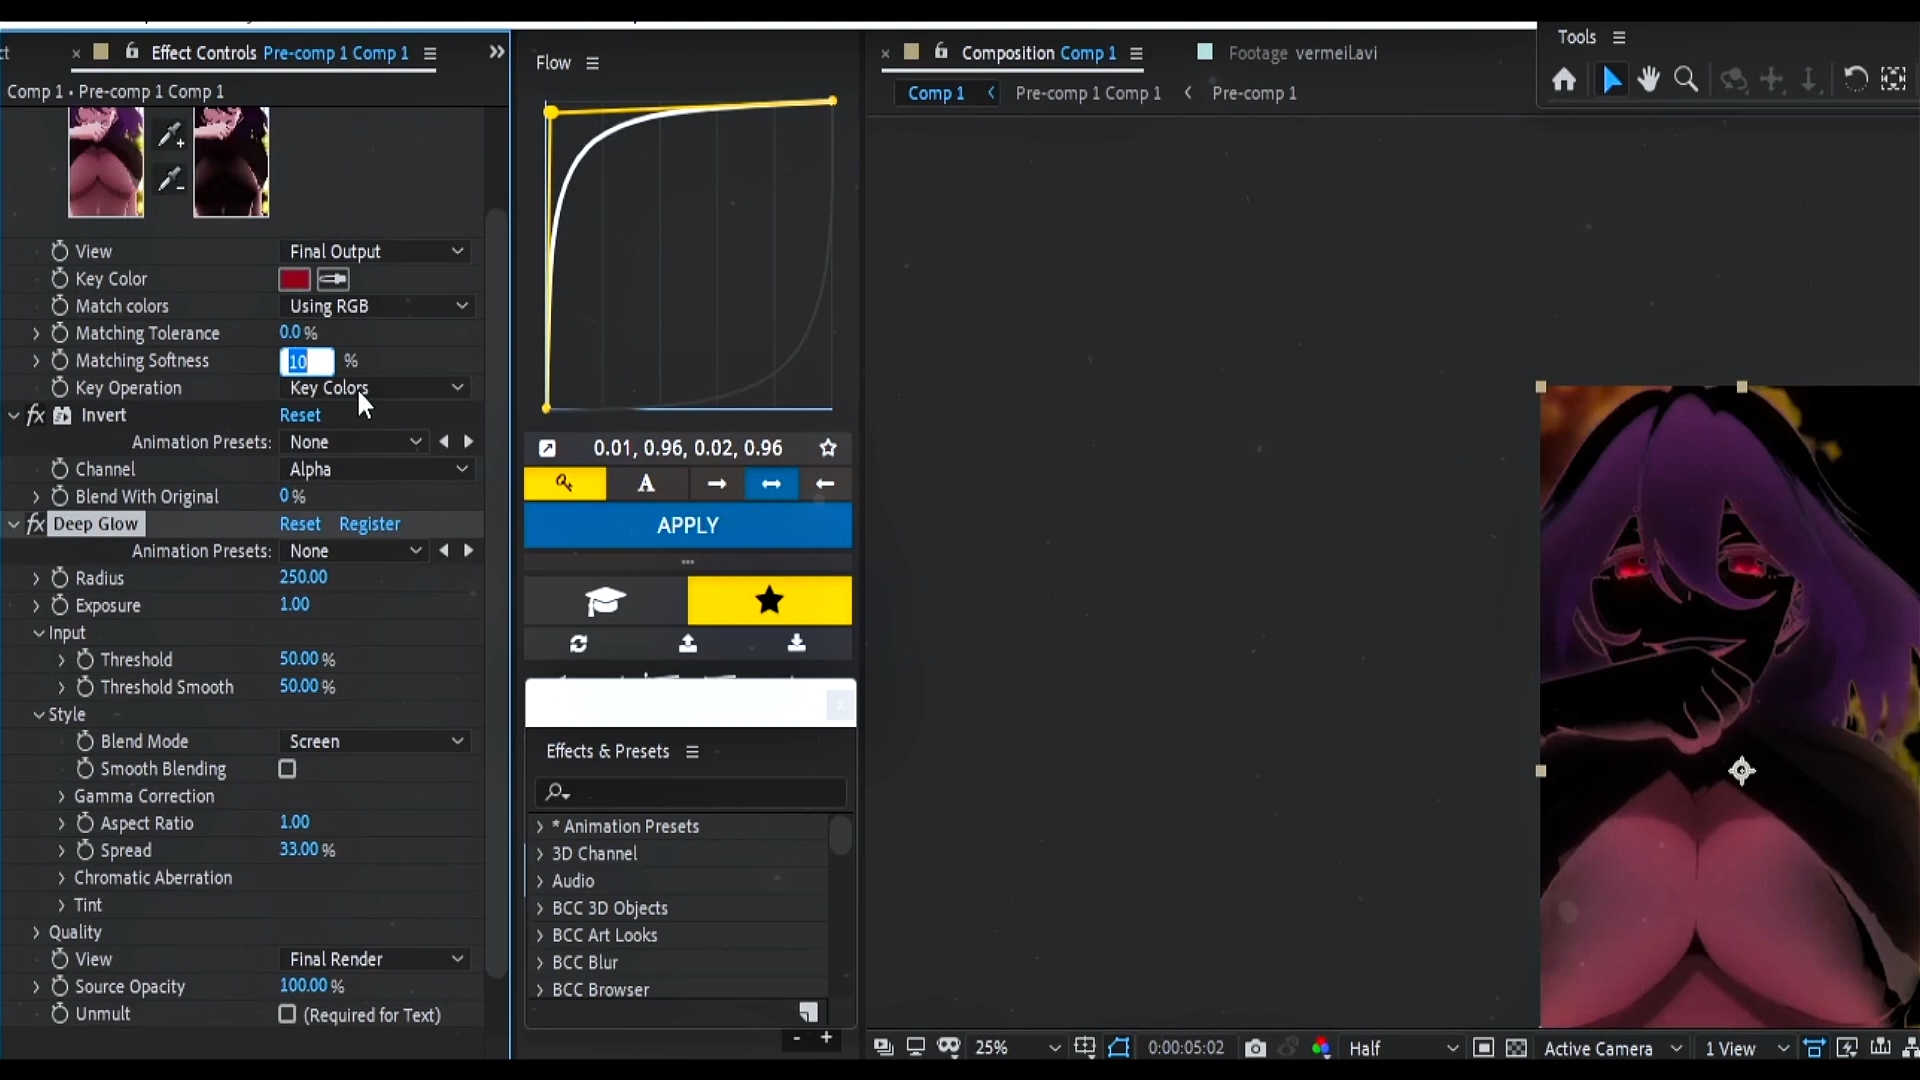 ct
× Effect Controls Pre-comp 1 Comp 1
Comp 1 • Pre-comp 1 Comp 1
View Final Output
Key Color
Match colors Using RGB
Matching Tolerance 0.0 %
Matching Softness 10 %
Key Operation Key Colors
fx Invert Reset
Animation Presets: None
Channel Alpha
Blend With Original 0 %
fx Deep Glow Reset Register
Animation Presets: None
Radius 250.00
Exposure 1.00
Input
Threshold 50.00 %
Threshold Smooth 50.00 %
Style
Blend Mode Screen
Smooth Blending
Gamma Correction
Aspect Ratio 1.00
Spread 33.00 %
Chromatic Aberration
Tint
Quality
View Final Render
Source Opacity 100.00 %
Unmult (Required for Text)
Flow
0.01, 0.96, 0.02, 0.96
A
APPLY
Effects & Presets
* Animation Presets
3D Channel
Audio
BCC 3D Objects
BCC Art Looks
BCC Blur
BCC Browser
- +
× Composition Comp 1 Footage vermeil.avi
Comp 1 Pre-comp 1 Comp 1 Pre-comp 1
Tools
25% 0:00:05:02 Half Active Camera 1 View